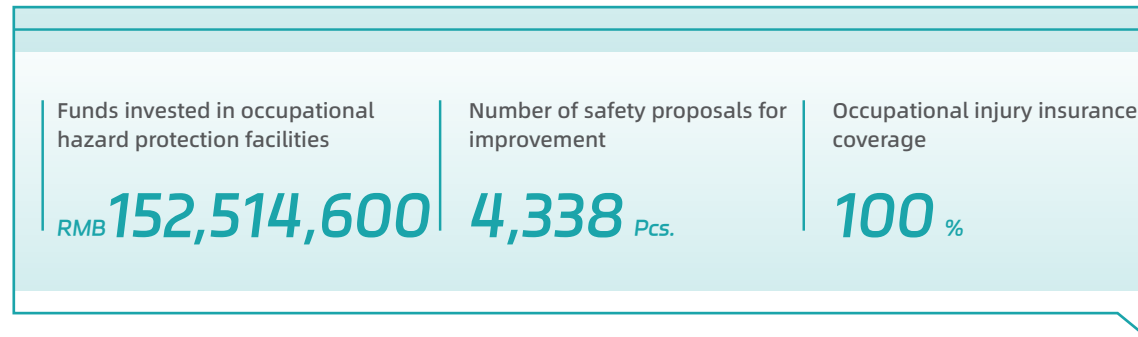 Funds invested in occupational
hazard protection facilities
RMB 152,514,600
Number of safety proposals for
improvement
4,338 Pcs.
Occupational injury insurance
coverage
100 %